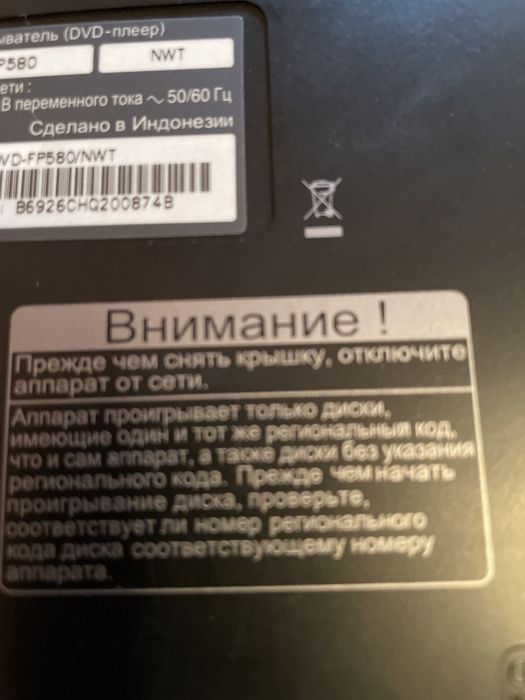 ыватель (DVD-плеер)
P580 NWT
ети :
В переменного тока ~ 50/60 Гц
Сделано в Индонезии
VD-FP580/NWT
B6926CHQ200874B
Внимание !
Прежде чем снять крышку, отключите
аппарат от сети.
Аппарат проигрывает только диски,
имеющие один и тот же региональный код,
что и сам аппарат, а также диски без указания
регионального кода. Прежде чем начать
проигрывание диска, проверьте,
соответствует ли номер регионального
кода диска соответствующему номеру
аппарата.